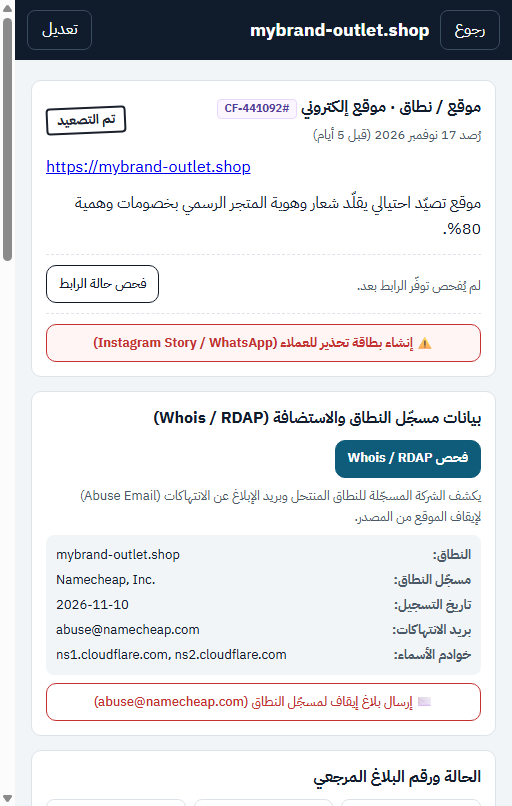 رجوع
mybrand-outlet.shop
تعديل
موقع / نطاق · موقع إلكتروني
CF-441092#
تم التصعيد
رُصد 17 نوفمبر 2026 (قبل 5 أيام)
https://mybrand-outlet.shop
موقع تصيّد احتيالي يقلّد شعار وهوية المتجر الرسمي بخصومات وهمية
80%.
لم يُفحص توفّر الرابط بعد.
فحص حالة الرابط
⚠️ إنشاء بطاقة تحذير للعملاء (Instagram Story / WhatsApp)
بيانات مسجّل النطاق والاستضافة (Whois / RDAP)
فحص Whois / RDAP
يكشف الشركة المسجّلة للنطاق المنتحل وبريد الإبلاغ عن الانتهاكات (Abuse Email)
لإيقاف الموقع من المصدر.
النطاق: mybrand-outlet.shop
مسجّل النطاق: Namecheap, Inc.
تاريخ التسجيل: 2026-11-10
بريد الانتهاكات: abuse@namecheap.com
خوادم الأسماء: ns1.cloudflare.com, ns2.cloudflare.com
إرسال بلاغ إيقاف لمسجّل النطاق (abuse@namecheap.com)
الحالة ورقم البلاغ المرجعي